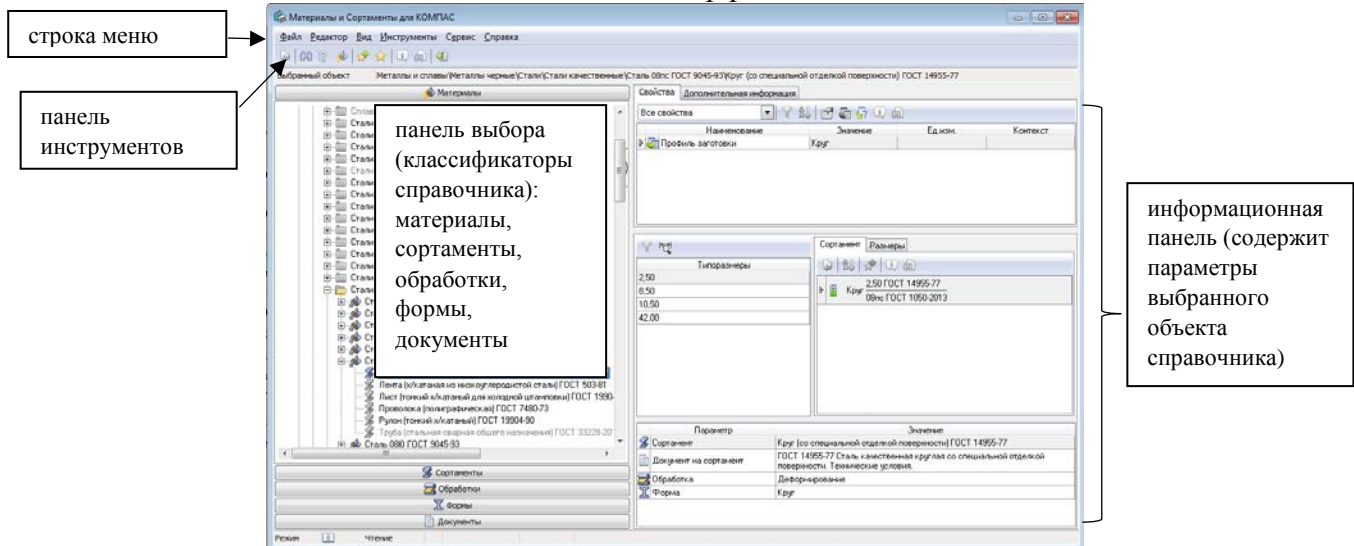 Материалы и Сортаменты для КОМПАС
строка меню
Файл Редактор Вид Инструменты Сервис Справка
Выбранный объект Металлы и сплавы\Металлы черные\Стали\Стали качественные\Сталь 08пс ГОСТ 9045-93\Круг (со специальной отделкой поверхности) ГОСТ 14955-77
панель
инструментов
Материалы
панель выбора
(классификаторы
справочника):
материалы,
сортаменты,
обработки,
формы,
документы
Лента (х/катаная из низкоуглеродистой стали) ГОСТ 503-81
Лист (тонкий х/катаный для холодной штамповки) ГОСТ 1990
Проволока (полиграфическая) ГОСТ 7480-73
Рулон (тонкий х/катаный) ГОСТ 19904-90
Труба (стальная сварная общего назначения) ГОСТ 33228-20
Сталь 08Ю ГОСТ 9045-93
Сортаменты
Обработки
Формы
Документы
Режим Чтение
Свойства Дополнительная информация
Все свойства
Наименование Значение Ед.изм. Контекст
Профиль заготовки Круг
Типоразмеры
2,50
8,50
10,50
42,00
Сортамент Размеры
Круг 2,50 ГОСТ 14955-77
08пс ГОСТ 1050-2013
Параметр Значение
Сортамент Круг (со специальной отделкой поверхности) ГОСТ 14955-77
Документ на сортамент ГОСТ 14955-77 Сталь качественная круглая со специальной отделкой
поверхности. Технические условия.
Обработка Деформирование
Форма Круг
информационная
панель (содержит
параметры
выбранного
объекта
справочника)